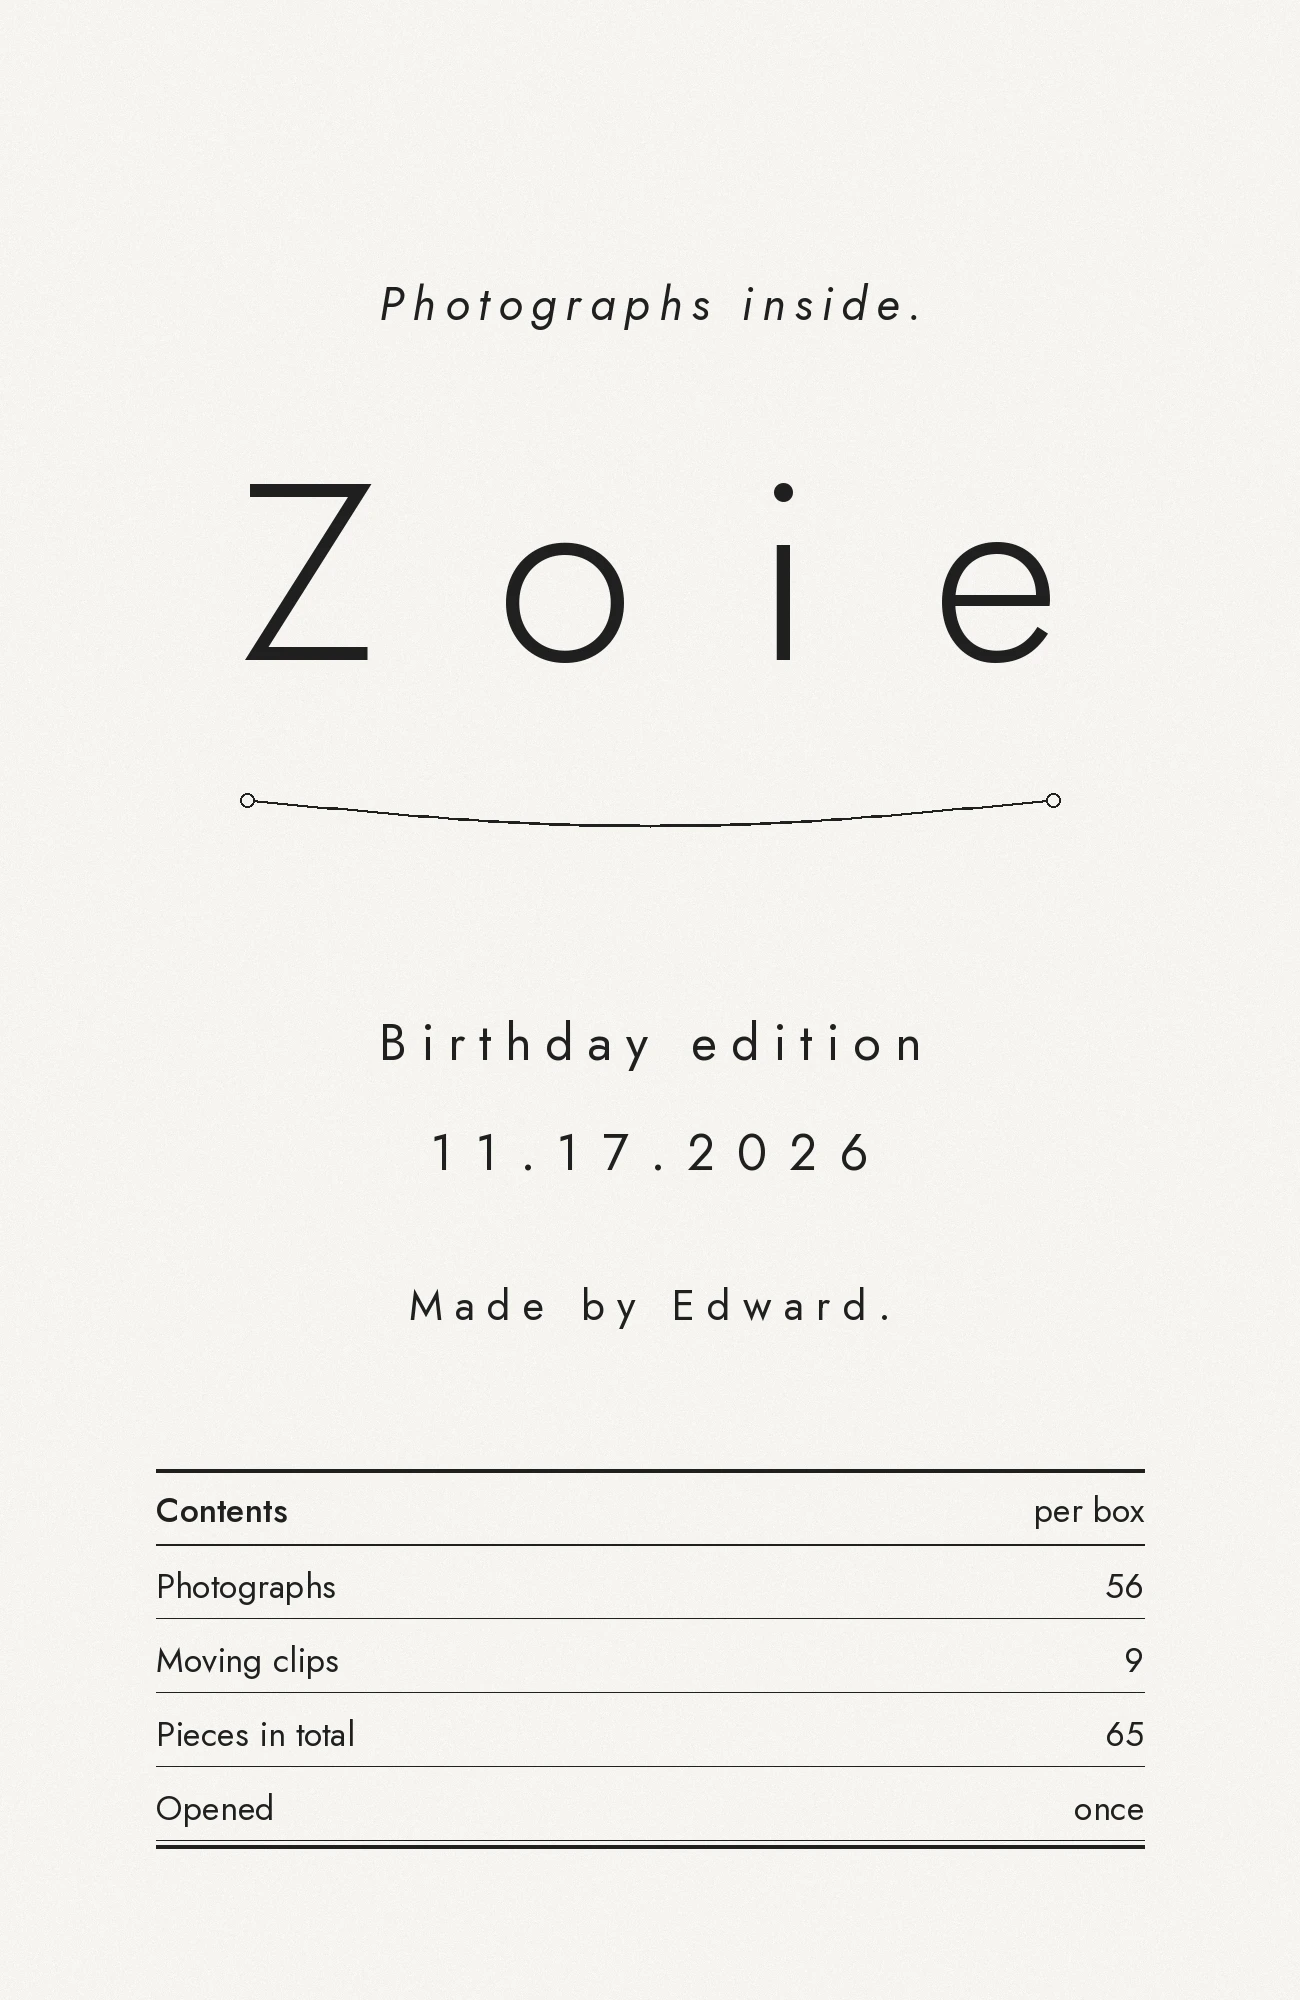 Photographs inside.
Zoie
Birthday edition
11.17.2026
Made by Edward.
Contents per box
Photographs 56
Moving clips 9
Pieces in total 65
Opened once